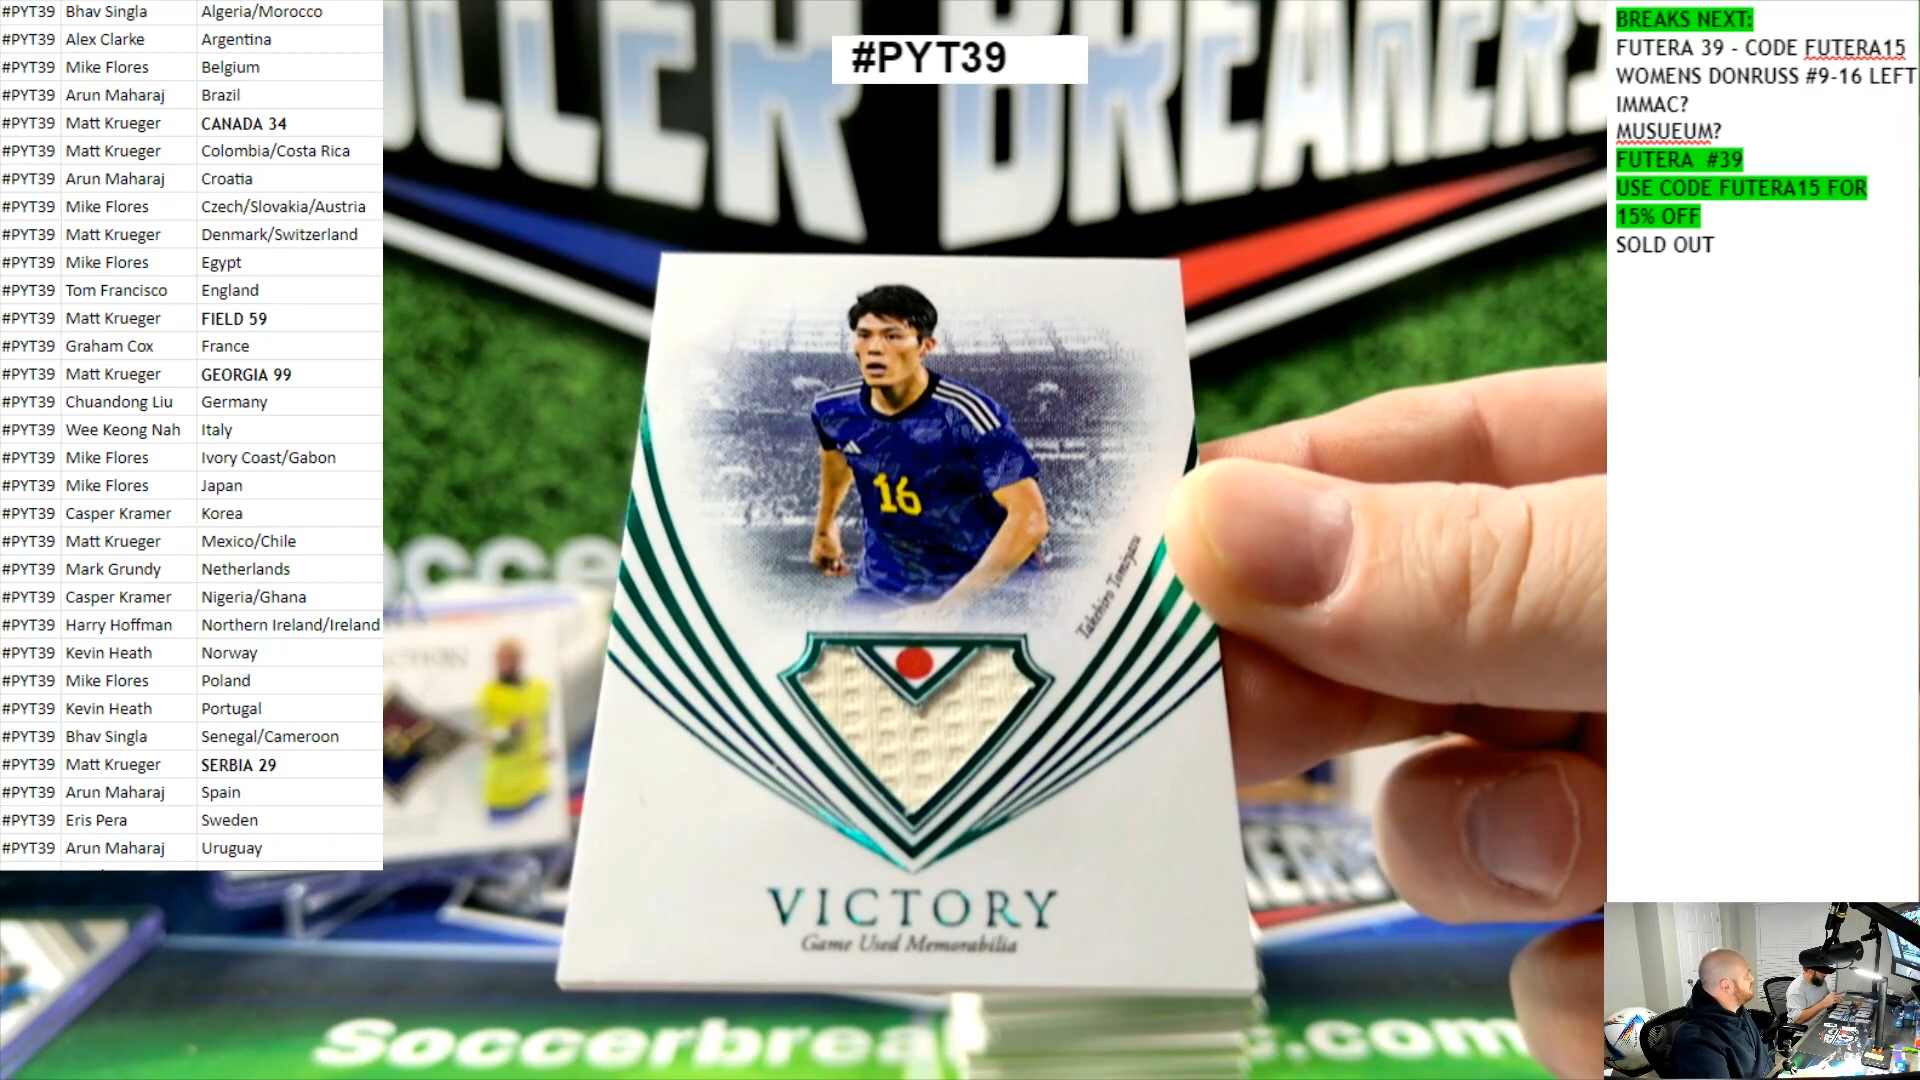 #PYT39 Bhav Singla Algeria/Morocco
#PYT39 Alex Clarke Argentina
#PYT39 Mike Flores Belgium
#PYT39 Arun Maharaj Brazil
#PYT39 Matt Krueger CANADA 34
#PYT39 Matt Krueger Colombia/Costa Rica
#PYT39 Arun Maharaj Croatia
#PYT39 Mike Flores Czech/Slovakia/Austria
#PYT39 Matt Krueger Denmark/Switzerland
#PYT39 Mike Flores Egypt
#PYT39 Tom Francisco England
#PYT39 Matt Krueger FIELD 59
#PYT39 Graham Cox France
#PYT39 Matt Krueger GEORGIA 99
#PYT39 Chuandong Liu Germany
#PYT39 Wee Keong Nah Italy
#PYT39 Mike Flores Ivory Coast/Gabon
#PYT39 Mike Flores Japan
#PYT39 Casper Kramer Korea
#PYT39 Matt Krueger Mexico/Chile
#PYT39 Mark Grundy Netherlands
#PYT39 Casper Kramer Nigeria/Ghana
#PYT39 Harry Hoffman Northern Ireland/Ireland
#PYT39 Kevin Heath Norway
#PYT39 Mike Flores Poland
#PYT39 Kevin Heath Portugal
#PYT39 Bhav Singla Senegal/Cameroon
#PYT39 Matt Krueger SERBIA 29
#PYT39 Arun Maharaj Spain
#PYT39 Eris Pera Sweden
#PYT39 Arun Maharaj Uruguay
#PYT39
CCER BREAKERS
16
Takehiro Tomiyasu
VICTORY
Game Used Memorabilia
Soccerbrea
c.com
BREAKS NEXT:
FUTERA 39 - CODE FUTERA15
WOMENS DONRUSS #9-16 LEFT
IMMAC?
MUSUEUM?
FUTERA #39
USE CODE FUTERA15 FOR
15% OFF
SOLD OUT